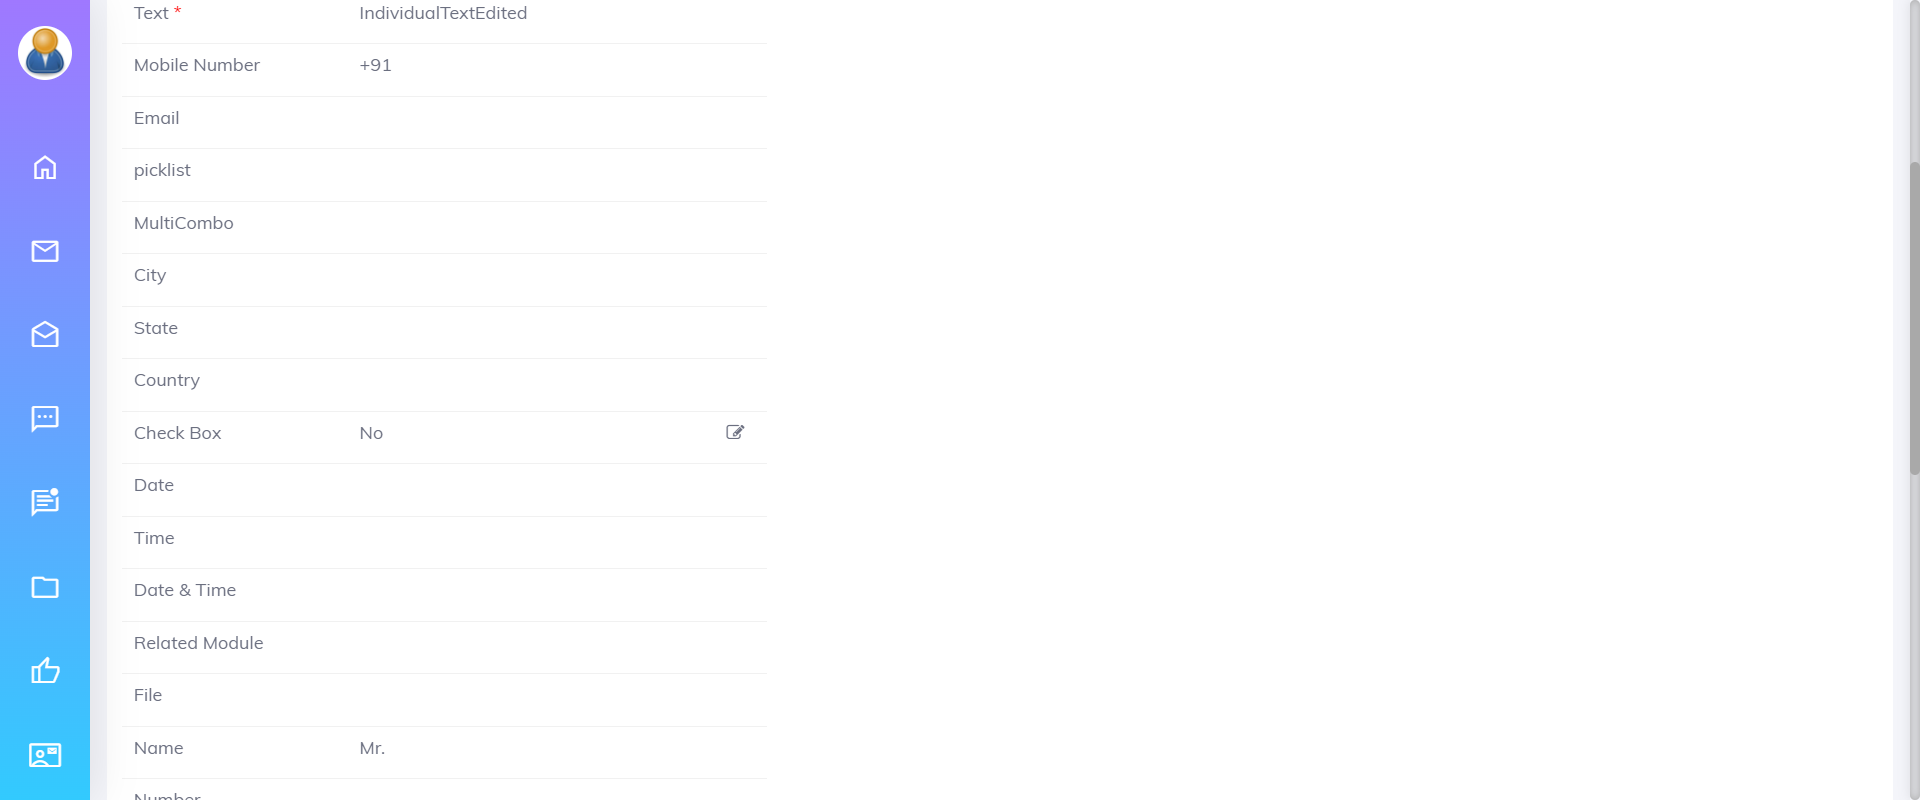 Text * IndividualTextEdited
Mobile Number +91
Email
picklist
MultiCombo
City
State
Country
Check Box No
Date
Time
Date & Time
Related Module
File
Name Mr.
Number